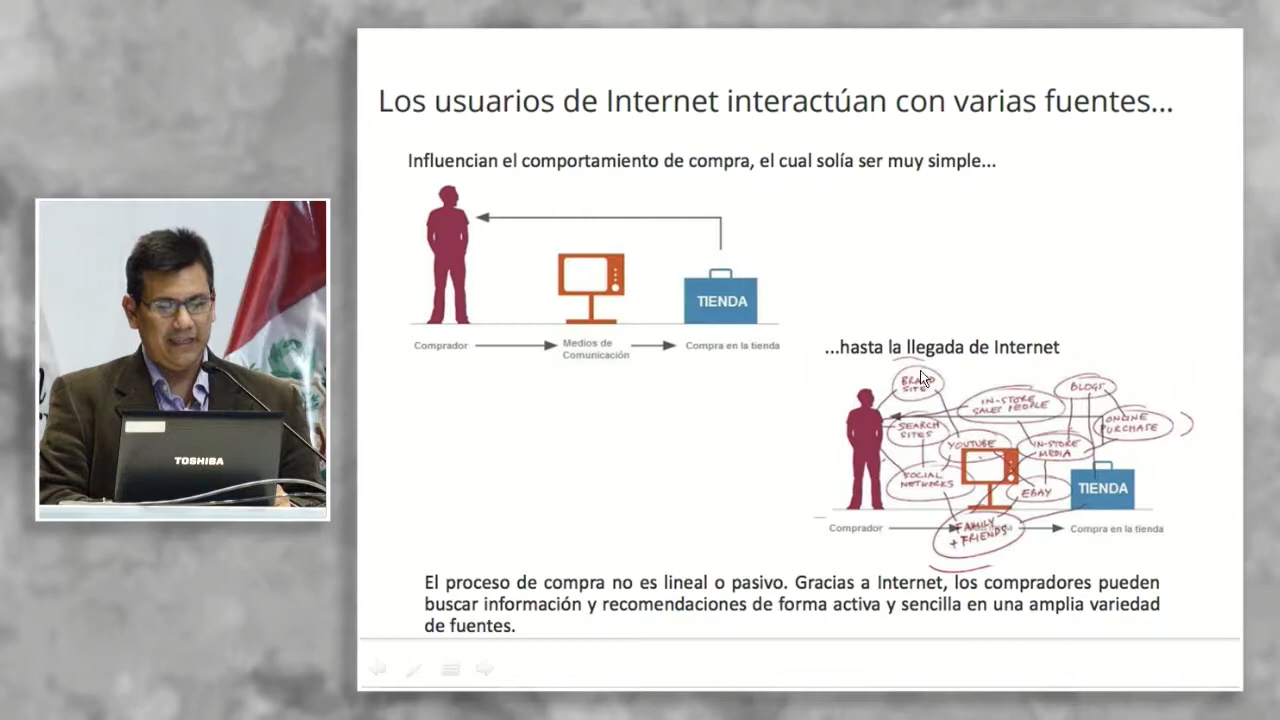 Los usuarios de Internet interactúan con varias fuentes...
Influencian el comportamiento de compra, el cual solía ser muy simple...
TIENDA
Comprador
Medios de
Comunicación
Compra en la tienda
...hasta la llegada de Internet
BRAND
SITE
IN-STORE
SALES PEOPLE
BLOGS
ONLINE
PURCHASE
SEARCH
SITES
YOUTUBE
IN-STORE
MEDIA
SOCIAL
NETWORKS
EBAY
TIENDA
FAMILY
+ FRIENDS
Comprador
Compra en la tienda
El proceso de compra no es lineal o pasivo. Gracias a Internet, los compradores pueden
buscar información y recomendaciones de forma activa y sencilla en una amplia variedad
de fuentes.
TOSHIBA